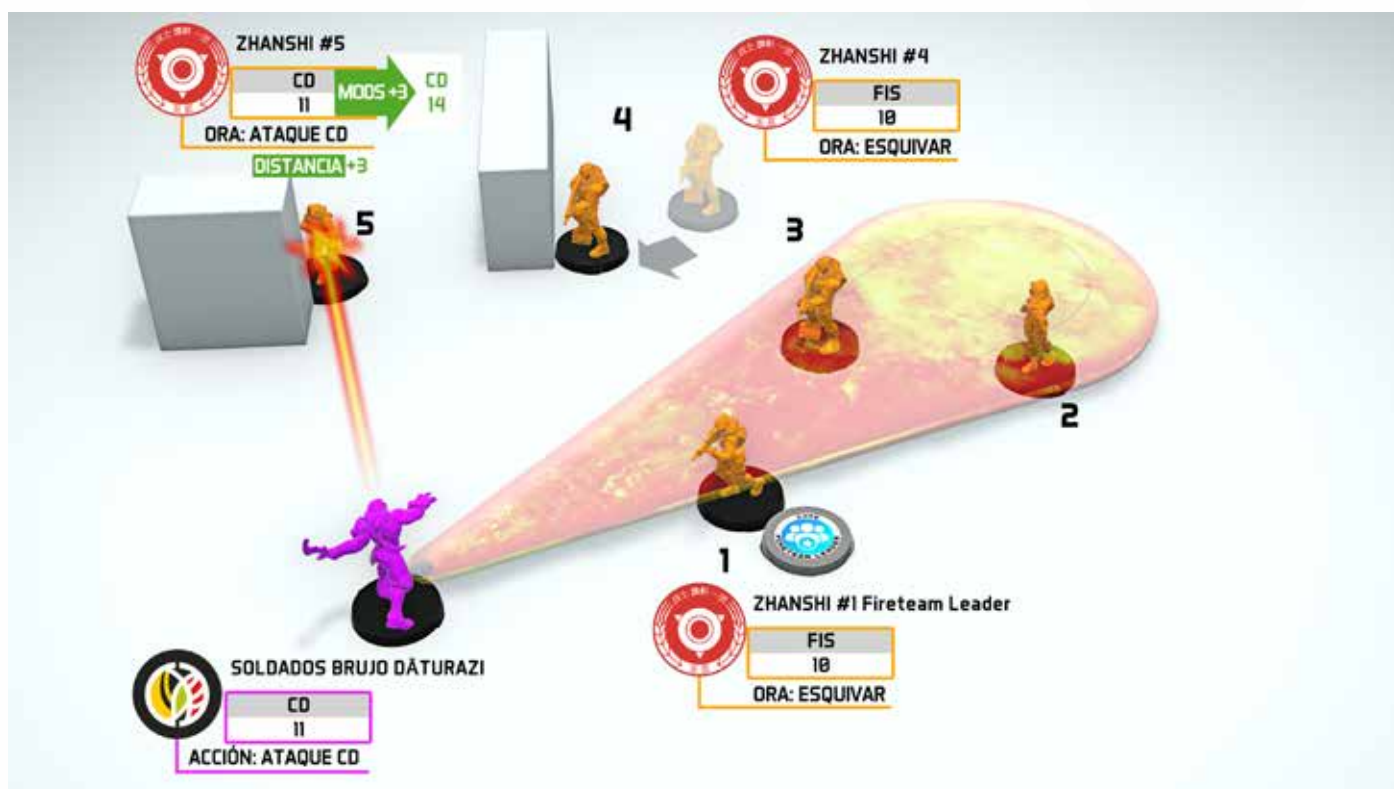 ZHANSHI #5
CD
11
MODS +3
CD
14
ORA: ATAQUE CD
DISTANCIA +3
ZHANSHI #4
FIS
10
ORA: ESQUIVAR
4
5
3
2
1
ZHANSHI #1 Fireteam Leader
FIS
10
ORA: ESQUIVAR
SOLDADOS BRUJO DĀTURAZI
CD
11
ACCIÓN: ATAQUE CD